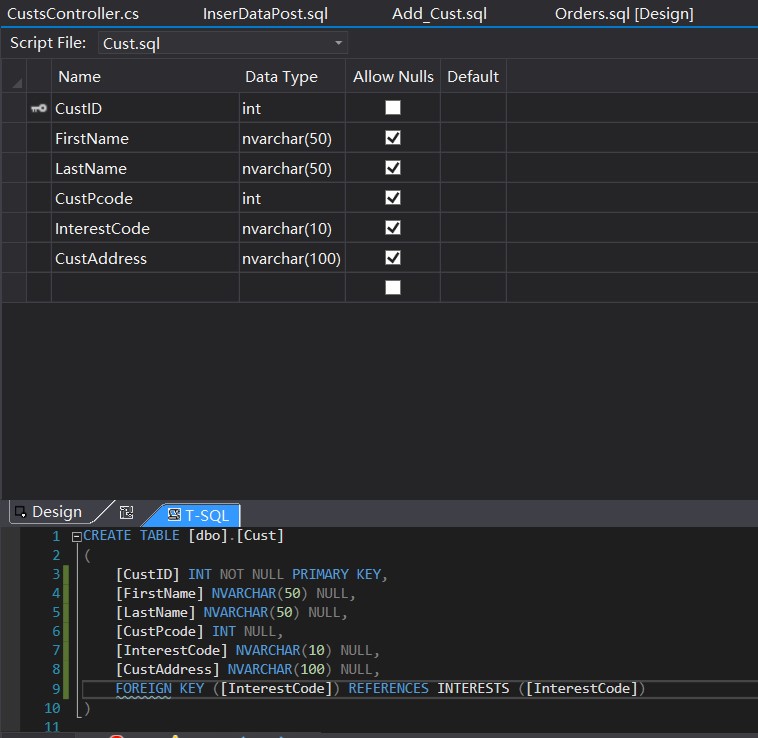 CustsController.cs InserDataPost.sql Add_Cust.sql Orders.sql [Design]
Script File: Cust.sql
Name Data Type Allow Nulls Default
CustID int
FirstName nvarchar(50)
LastName nvarchar(50)
CustPcode int
InterestCode nvarchar(10)
CustAddress nvarchar(100)
Design T-SQL
1 CREATE TABLE [dbo].[Cust]
2 (
3 [CustID] INT NOT NULL PRIMARY KEY,
4 [FirstName] NVARCHAR(50) NULL,
5 [LastName] NVARCHAR(50) NULL,
6 [CustPcode] INT NULL,
7 [InterestCode] NVARCHAR(10) NULL,
8 [CustAddress] NVARCHAR(100) NULL,
9 FOREIGN KEY ([InterestCode]) REFERENCES INTERESTS ([InterestCode])
10 )
11